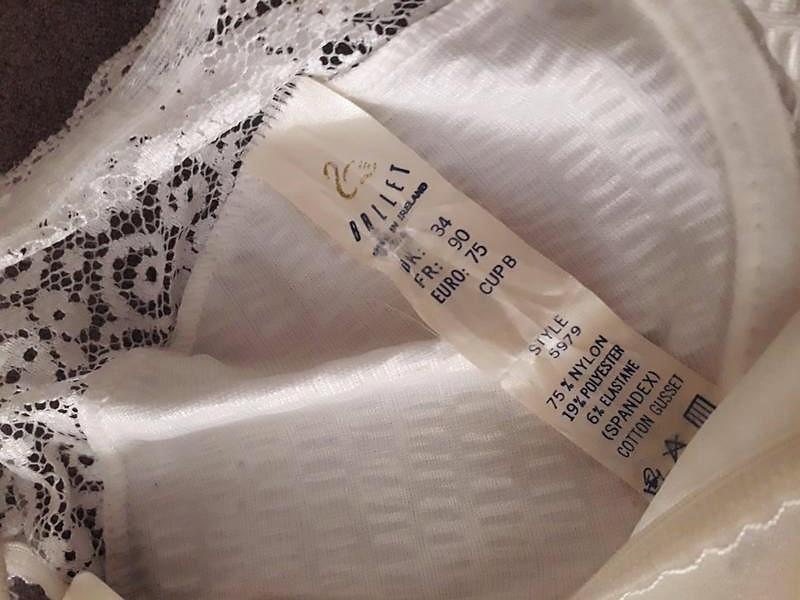 BALLET
MADE IN IRELAND
UK: 34
FR: 90
EURO: 75
CUP B
STYLE
5979
75% NYLON
19% POLYESTER
6% ELASTANE
(SPANDEX)
COTTON GUSSET